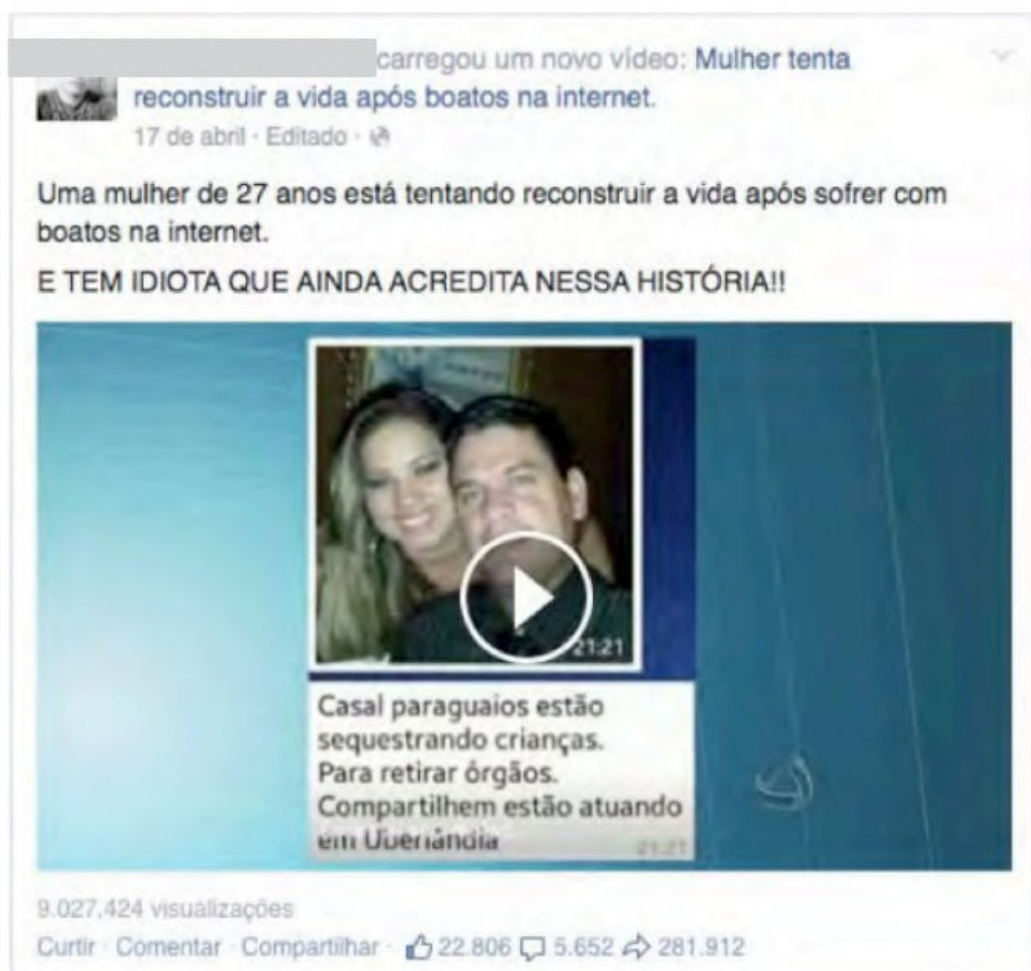 carregou um novo vídeo: Mulher tenta
reconstruir a vida após boatos na internet.
17 de abril · Editado ·
Uma mulher de 27 anos está tentando reconstruir a vida após sofrer com
boatos na internet.
E TEM IDIOTA QUE AINDA ACREDITA NESSA HISTÓRIA!!
21:21
Casal paraguaios estão
sequestrando crianças.
Para retirar órgãos.
Compartilhem estão atuando
em Uberlândia
21:21
9.027.424 visualizações
Curtir · Comentar · Compartilhar · 22.806 5.652 281.912